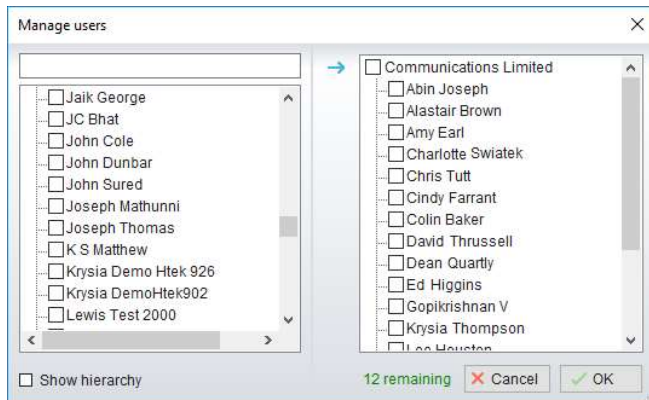 Manage users
Jaik George
JC Bhat
John Cole
John Dunbar
John Sured
Joseph Mathunni
Joseph Thomas
K S Matthew
Krysia Demo Htek 926
Krysia DemoHtek902
Lewis Test 2000
Show hierarchy
Communications Limited
Abin Joseph
Alastair Brown
Amy Earl
Charlotte Swiatek
Chris Tutt
Cindy Farrant
Colin Baker
David Thrussell
Dean Quartly
Ed Higgins
Gopikrishnan V
Krysia Thompson
Lee Houston
12 remaining
Cancel
OK